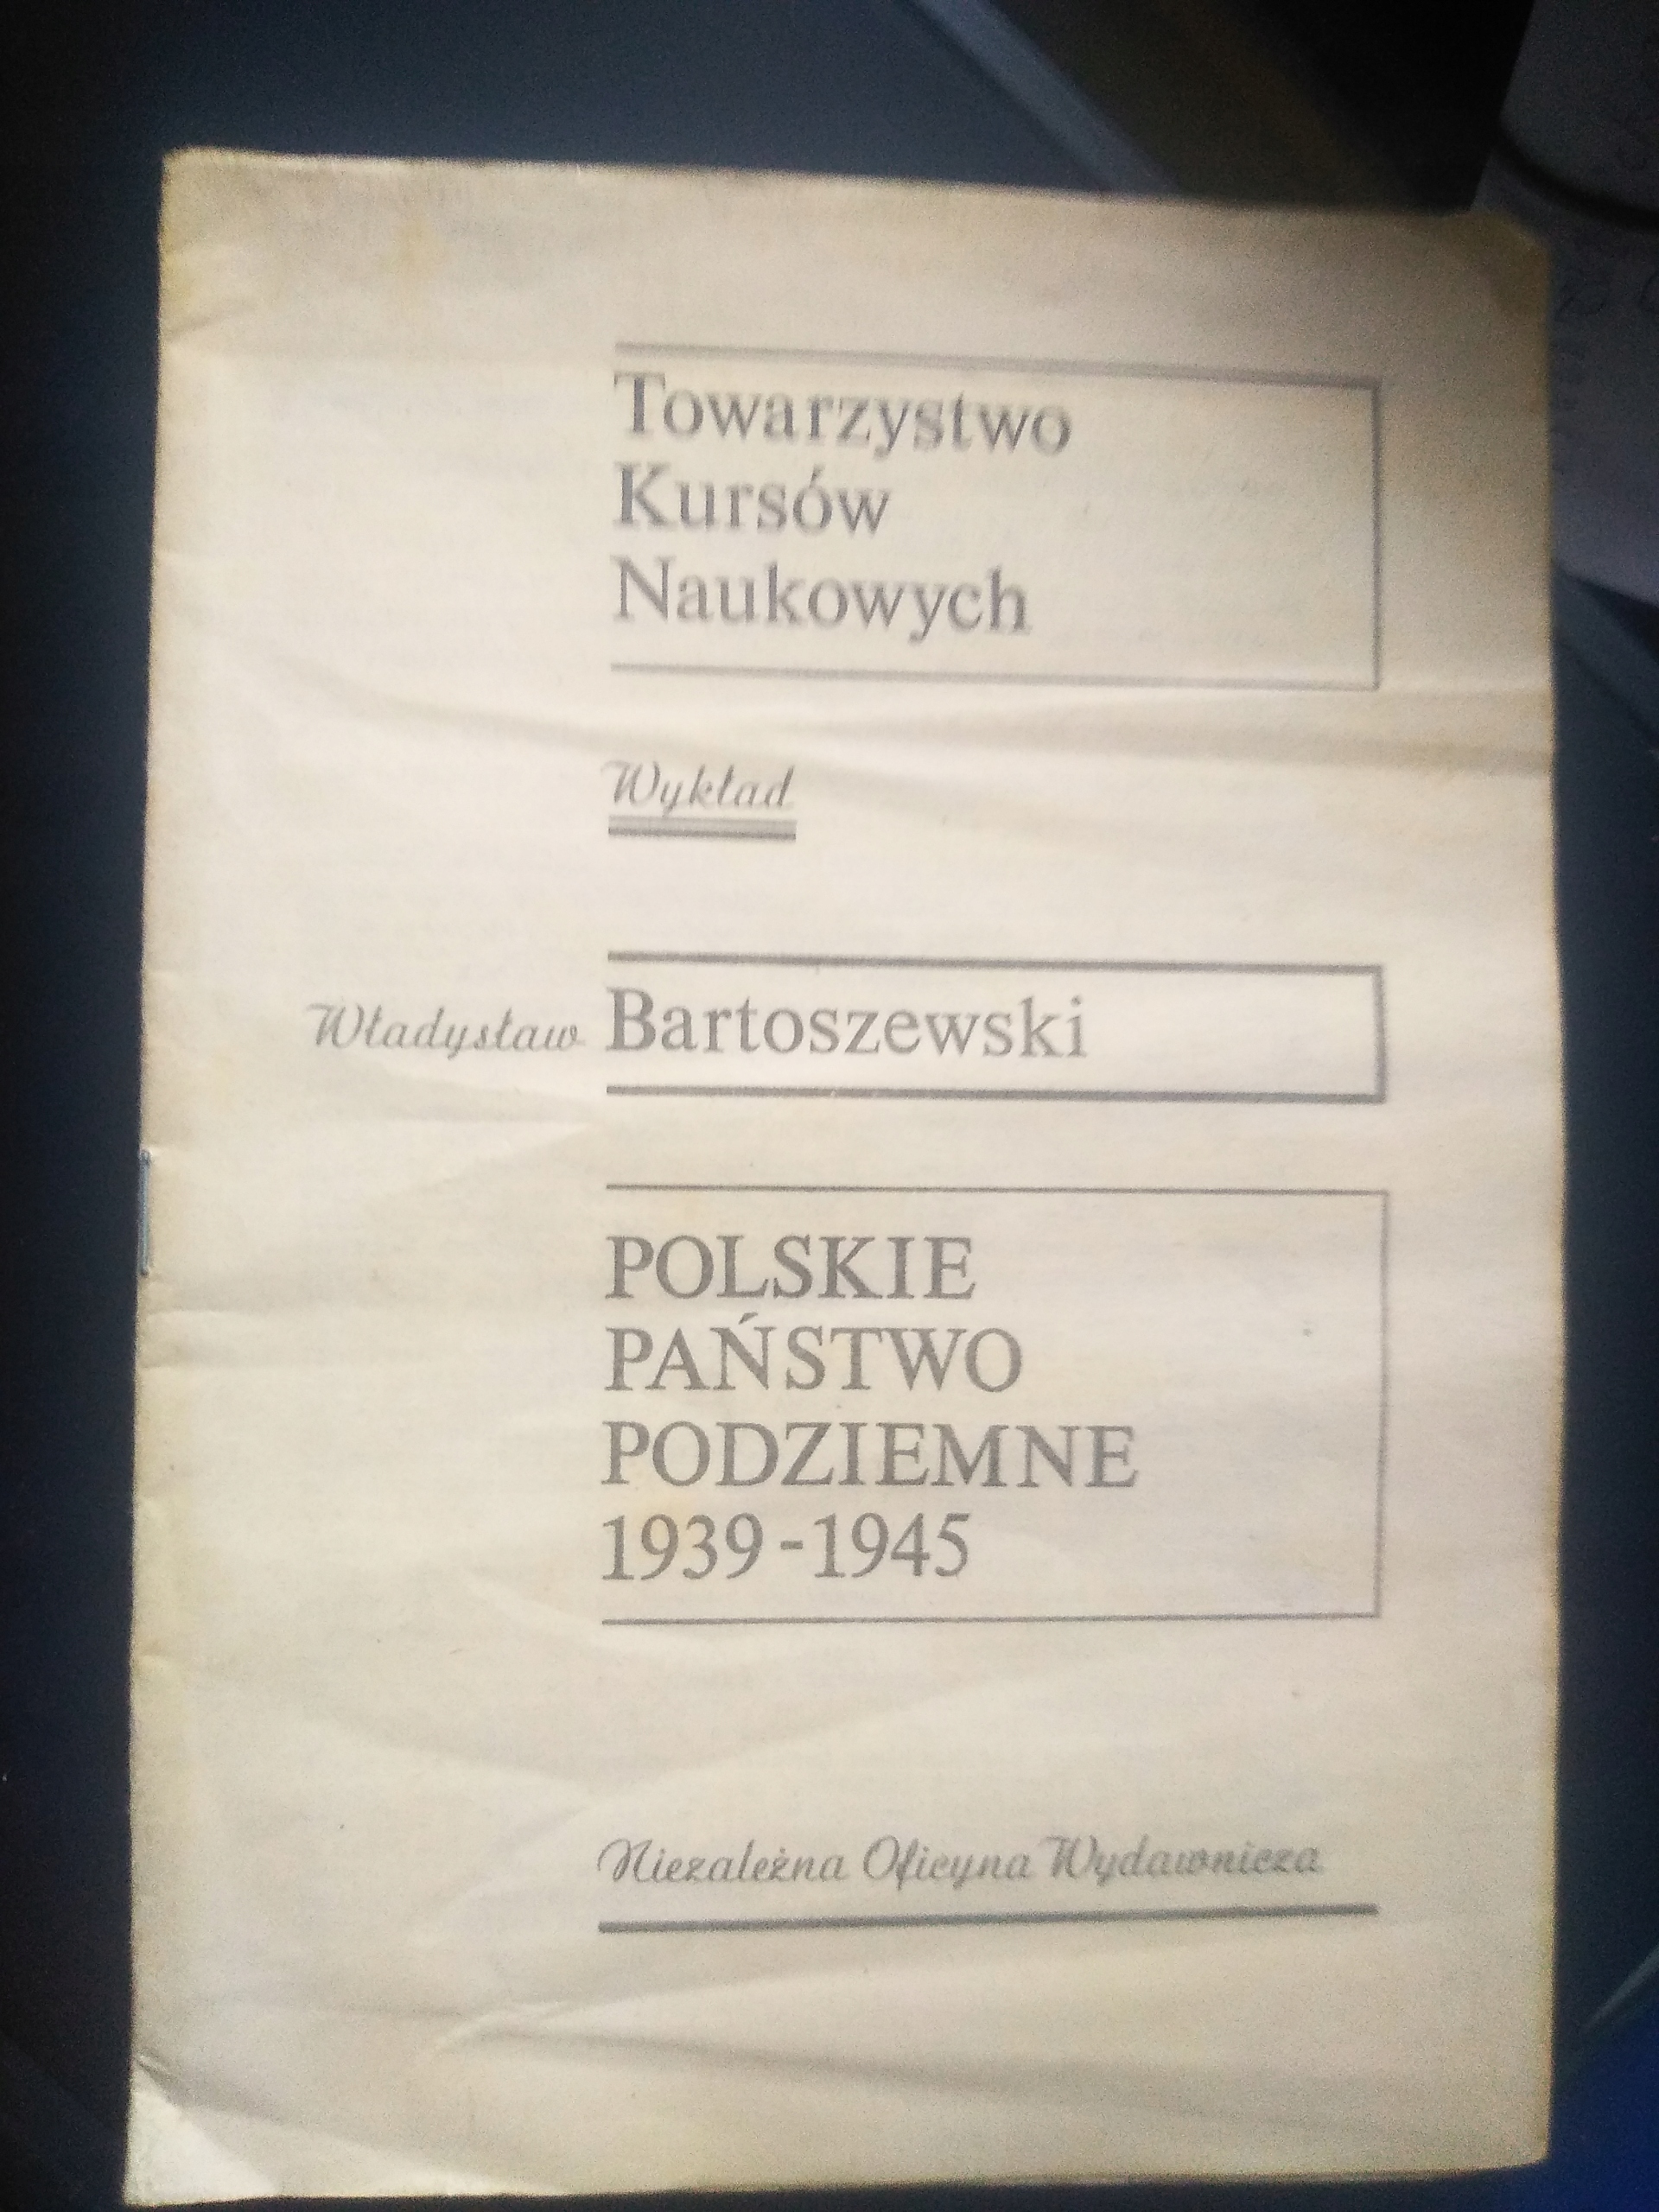 Towarzystwo
Kursów
Naukowych
Wykład
Władysław Bartoszewski
POLSKIE
PAŃSTWO
PODZIEMNE
1939-1945
Niezależna Oficyna Wydawnicza